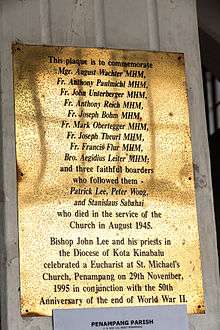 This plaque is to commemorate
Mgr. August Wachter MHM,
Fr. Anthony Paulmichl MHM,
Fr. John Unterberger MHM,
Fr. Anthony Reich MHM,
Fr. Joseph Bohm MHM,
Fr. Mark Obertegger MHM,
Fr. Joseph Theurl MHM,
Fr. Francis Flur MHM,
Bro. Aegidius Leiter MHM;
and three faithful boarders
who followed them
Patrick Lee, Peter Wong,
and Stanislaus Sabahai
who died in the service of the
Church in August 1945.
Bishop John Lee and his priests in
the Diocese of Kota Kinabalu
celebrated a Eucharist at St. Michael's
Church, Penampang on 29th November,
1995 in conjunction with the 50th
Anniversary of the end of World War II.
PENAMPANG PARISH